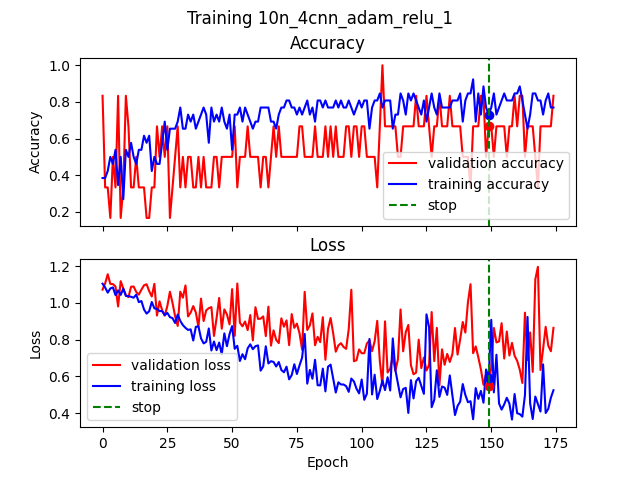 Training 10n_4cnn_adam_relu_1
Accuracy
1.0
0.8
0.6
0.4
0.2
Accuracy
validation accuracy
training accuracy
stop
Loss
1.2
1.0
0.8
0.6
0.4
Loss
validation loss
training loss
stop
0 25 50 75 100 125 150 175
Epoch